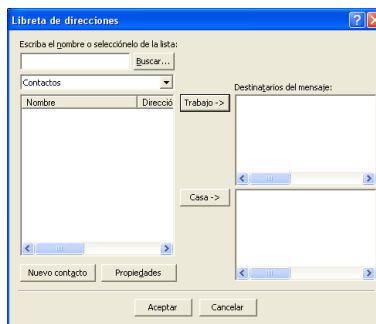 Libreta de direcciones
Escriba el nombre o selecciónelo de la lista:
Buscar...
Contactos
Destinatarios del mensaje:
Nombre Direcció Trabajo ->
Casa ->
Nuevo contacto Propiedades
Aceptar Cancelar